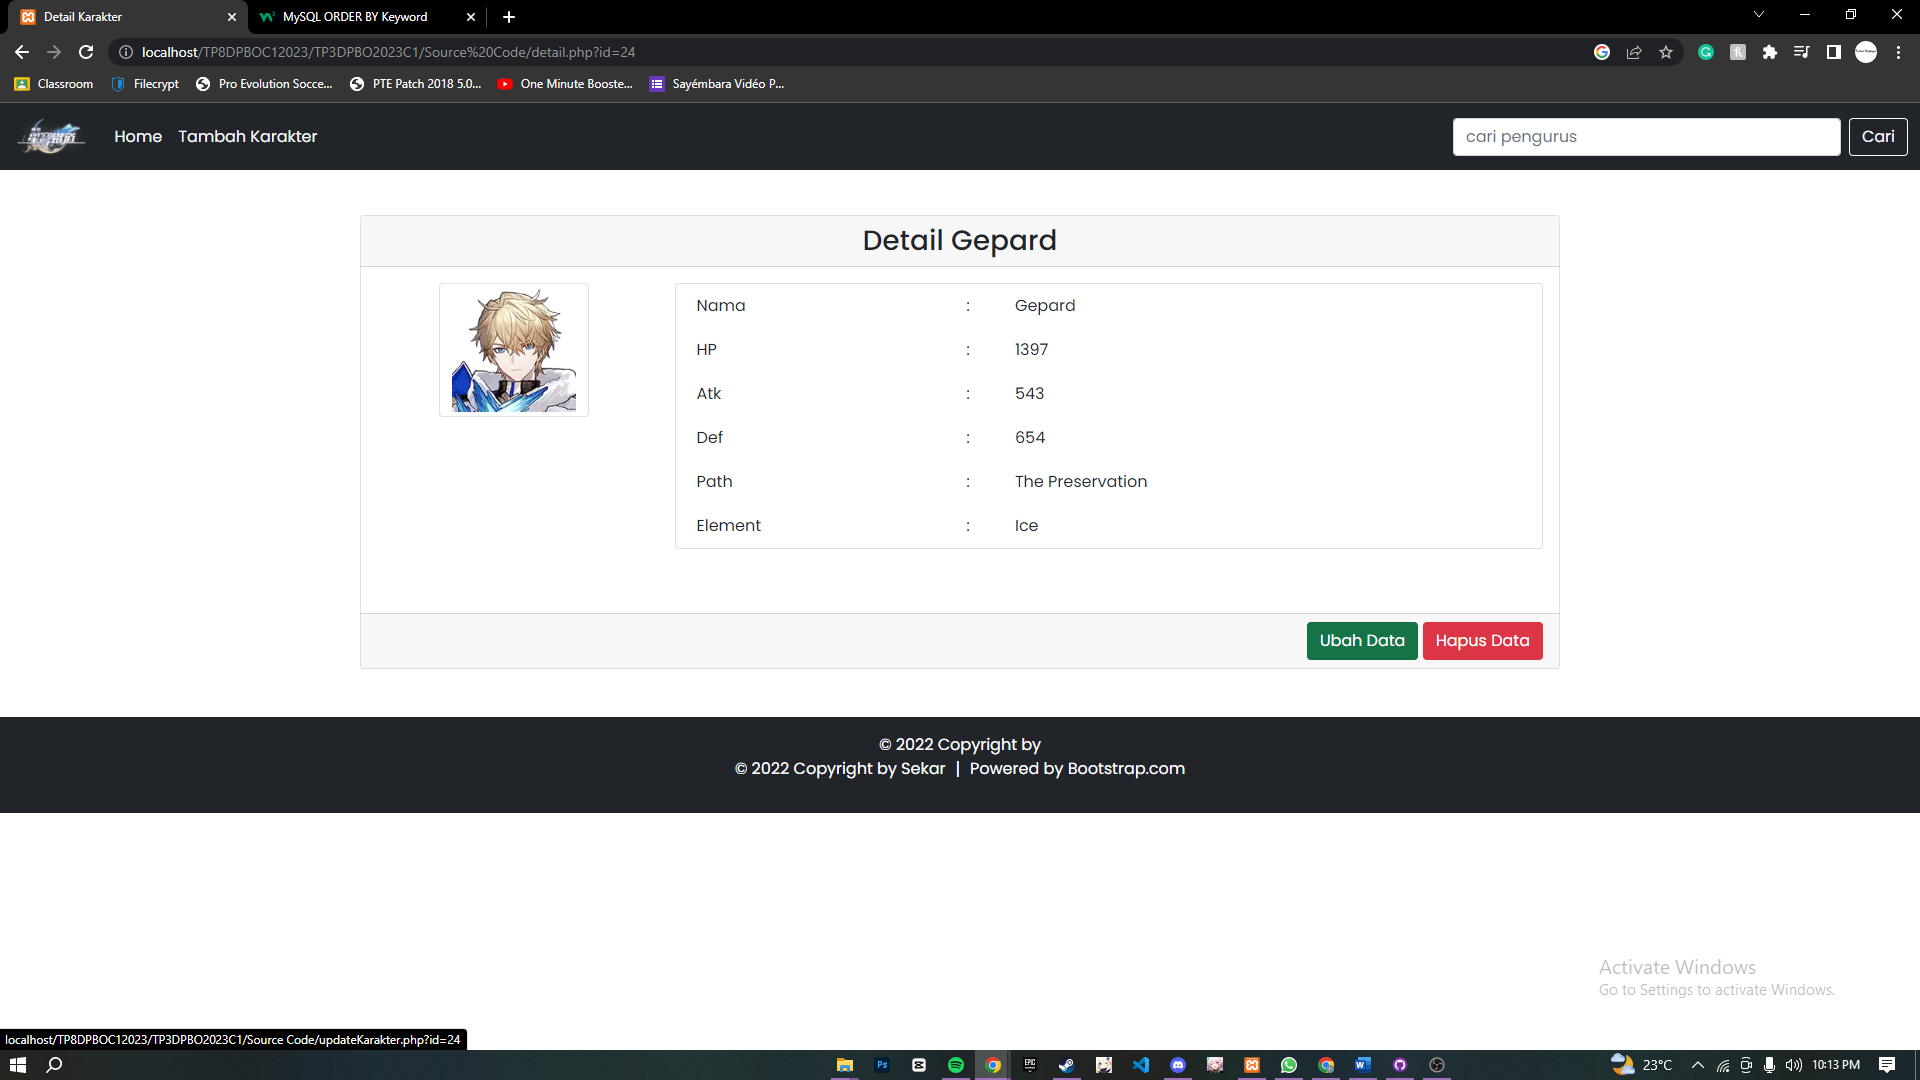 Detail Karakter
MySQL ORDER BY Keyword
localhost/TP8DPBOC12023/TP3DPBO2023C1/Source%20Code/detail.php?id=24
Classroom
Filecrypt
Pro Evolution Socce...
PTE Patch 2018 5.0...
One Minute Booste...
Sayémbara Vidéo P...
Home
Tambah Karakter
cari pengurus
Cari
Detail Gepard
Nama : Gepard
HP : 1397
Atk : 543
Def : 654
Path : The Preservation
Element : Ice
Ubah Data
Hapus Data
© 2022 Copyright by
© 2022 Copyright by Sekar | Powered by Bootstrap.com
Activate Windows
Go to Settings to activate Windows.
localhost/TP8DPBOC12023/TP3DPBO2023C1/Source Code/updateKarakter.php?id=24
Ps
EPIC
23°C
10:13 PM